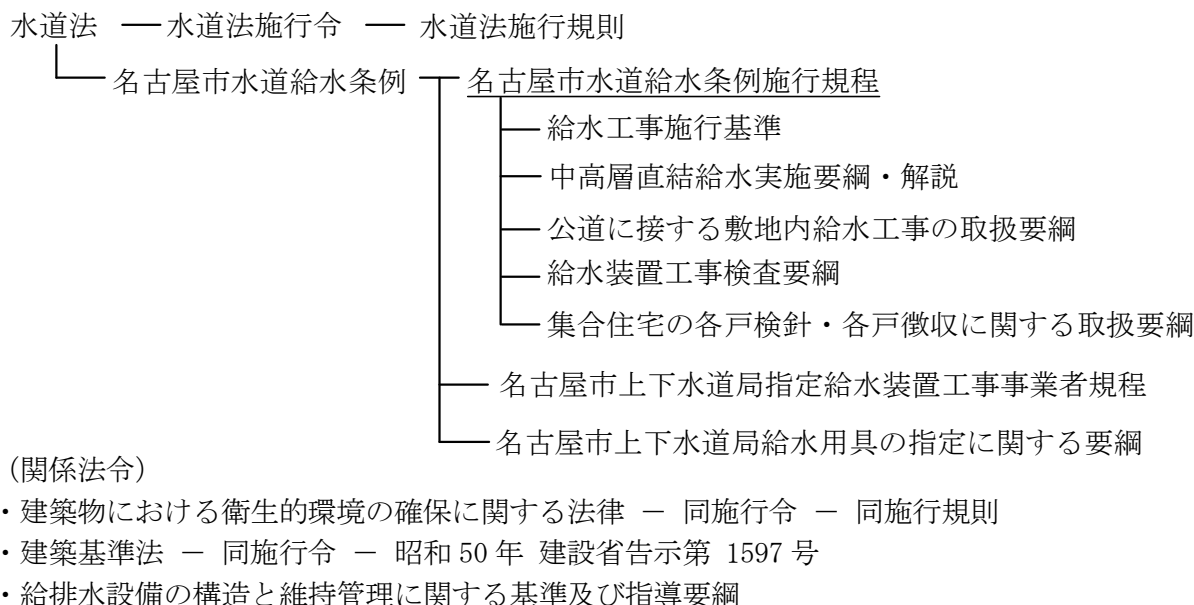 水道法 ― 水道法施行令 ― 水道法施行規則
名古屋市水道給水条例 名古屋市水道給水条例施行規程
給水工事施行基準
中高層直結給水実施要綱・解説
公道に接する敷地内給水工事の取扱要綱
給水装置工事検査要綱
集合住宅の各戸検針・各戸徴収に関する取扱要綱
名古屋市上下水道局指定給水装置工事事業者規程
名古屋市上下水道局給水用具の指定に関する要綱
(関係法令)
・建築物における衛生的環境の確保に関する法律 － 同施行令 － 同施行規則
・建築基準法 － 同施行令 － 昭和 50 年 建設省告示第 1597 号
・給排水設備の構造と維持管理に関する基準及び指導要綱